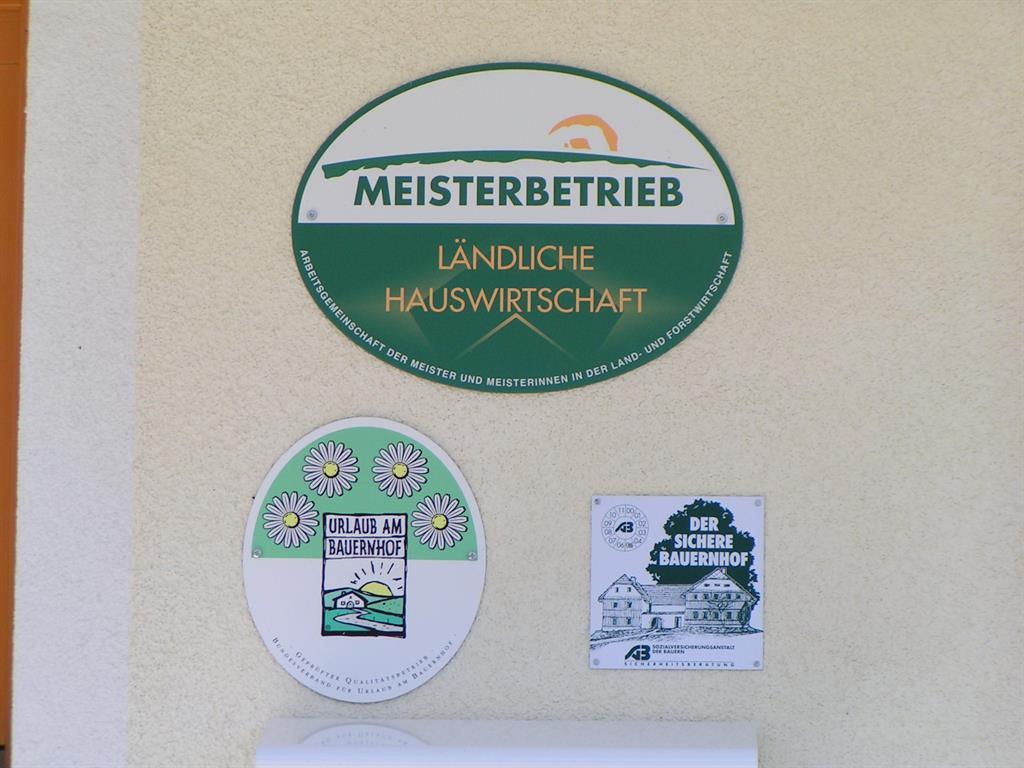 MEISTERBETRIEB
LÄNDLICHE
HAUSWIRTSCHAFT
ARBEITSGEMEINSCHAFT DER MEISTER UND MEISTERINNEN IN DER LAND- UND FORSTWIRTSCHAFT
URLAUB AM
BAUERNHOF
GEPRÜFTER QUALITÄTSBETRIEB
BUNDESVERBAND FÜR URLAUB AM BAUERNHOF
DER
SICHERE
BAUERNHOF
SOZIALVERSICHERUNGSANSTALT
DER BAUERN
SICHERHEITSBERATUNG